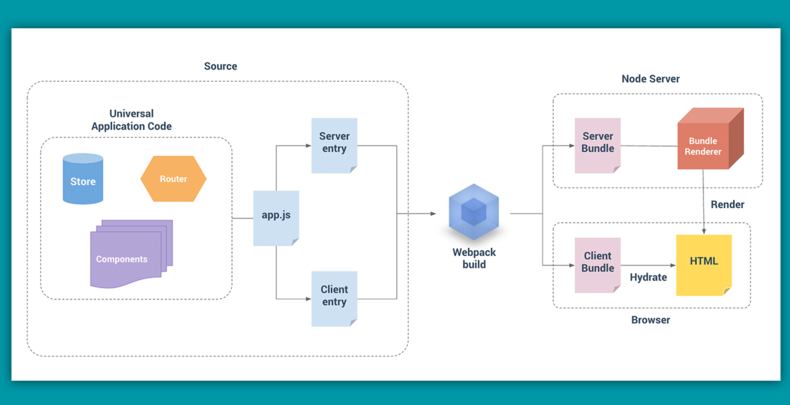 Source
Universal
Application Code
Store
Router
Components
app.js
Server
entry
Client
entry
Webpack
build
Node Server
Server
Bundle
Bundle
Renderer
Render
Client
Bundle
Hydrate
HTML
Browser